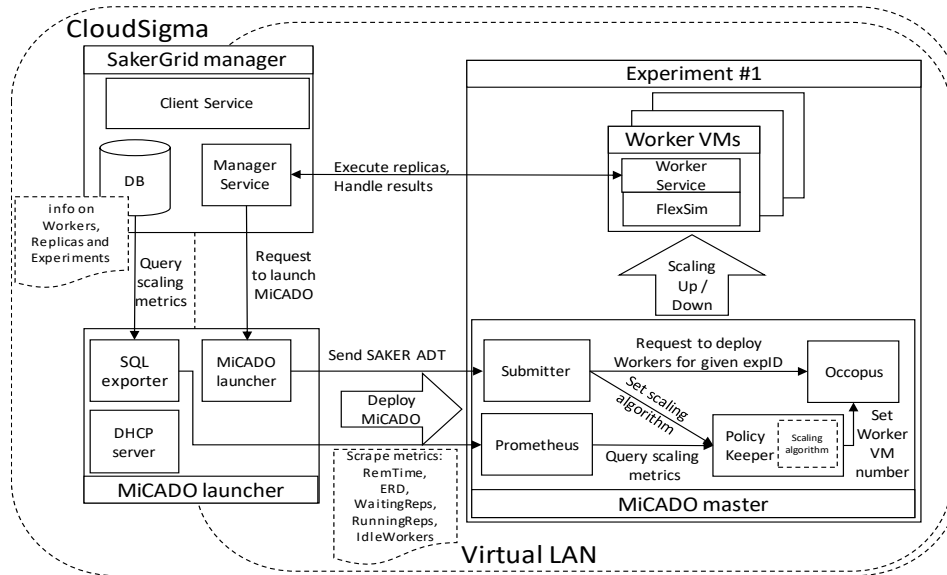 CloudSigma
SakerGrid manager
Client Service
DB
Manager
Service
info on
Workers,
Replicas and
Experiments
Execute replicas,
Handle results
Experiment #1
Worker VMs
Worker
Service
FlexSim
Query
scaling
metrics
Request
to launch
MiCADO
Scaling
Up /
Down
SQL
exporter
MiCADO
launcher
DHCP
server
MiCADO launcher
Send SAKER ADT
Deploy
MiCADO
Scrape metrics:
RemTime,
ERD,
WaitingReps,
RunningReps,
IdleWorkers
Submitter
Request to deploy
Workers for given expID
Occopus
Set scaling
algorithm
Prometheus
Query scaling
metrics
Policy
Keeper
Scaling
algorithm
Set
Worker
VM
number
MiCADO master
Virtual LAN